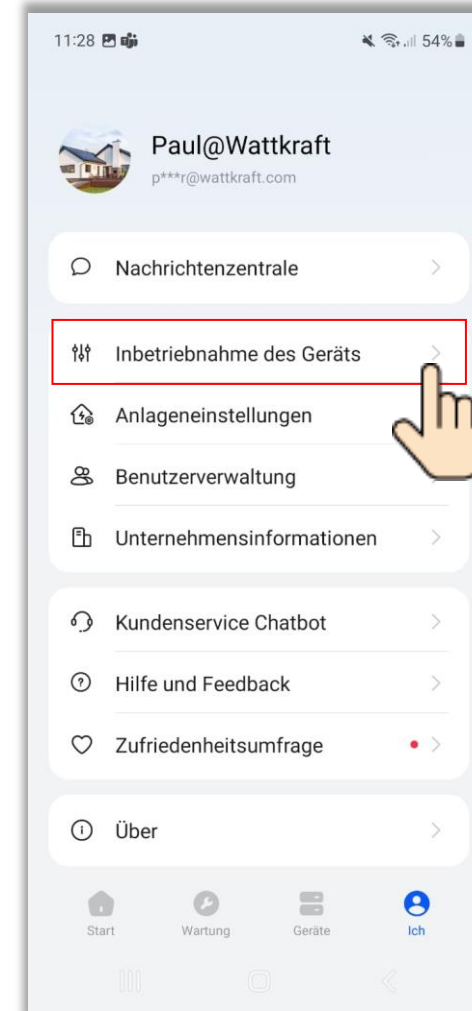 11:28 54%
Paul@Wattkraft
p***r@wattkraft.com
Nachrichtenzentrale
Inbetriebnahme des Geräts
Anlageneinstellungen
Benutzerverwaltung
Unternehmensinformationen
Kundenservice Chatbot
Hilfe und Feedback
Zufriedenheitsumfrage
Über
Start Wartung Geräte Ich